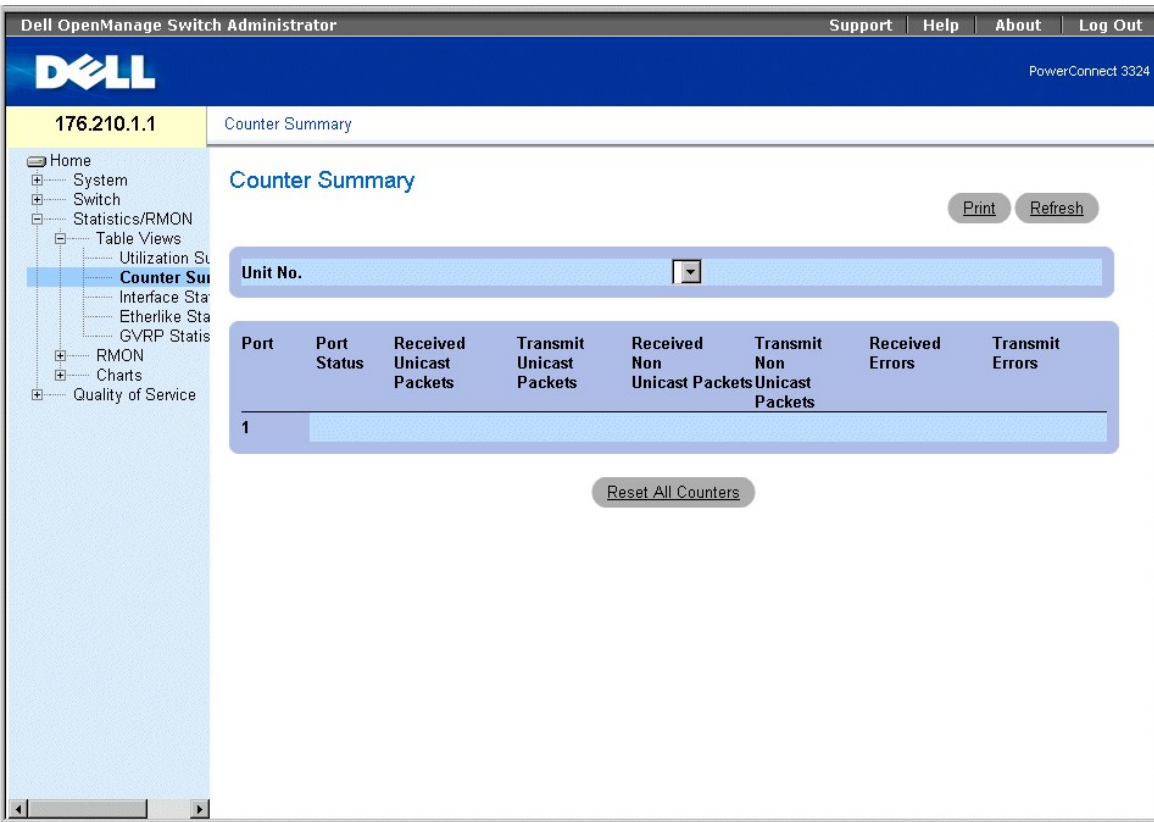 Dell OpenManage Switch Administrator
Support | Help | About | Log Out
DELL
PowerConnect 3324
176.210.1.1
Counter Summary
Home
System
Switch
Statistics/RMON
Table Views
Utilization Su
Counter Sur
Interface Sta
Etherlike Sta
GVRP Statis
RMON
Charts
Quality of Service
Counter Summary
Print
Refresh
Unit No.
Port
Port Status
Received Unicast Packets
Transmit Unicast Packets
Received Non Unicast Packets
Transmit Non Unicast Packets
Received Errors
Transmit Errors
1
Reset All Counters